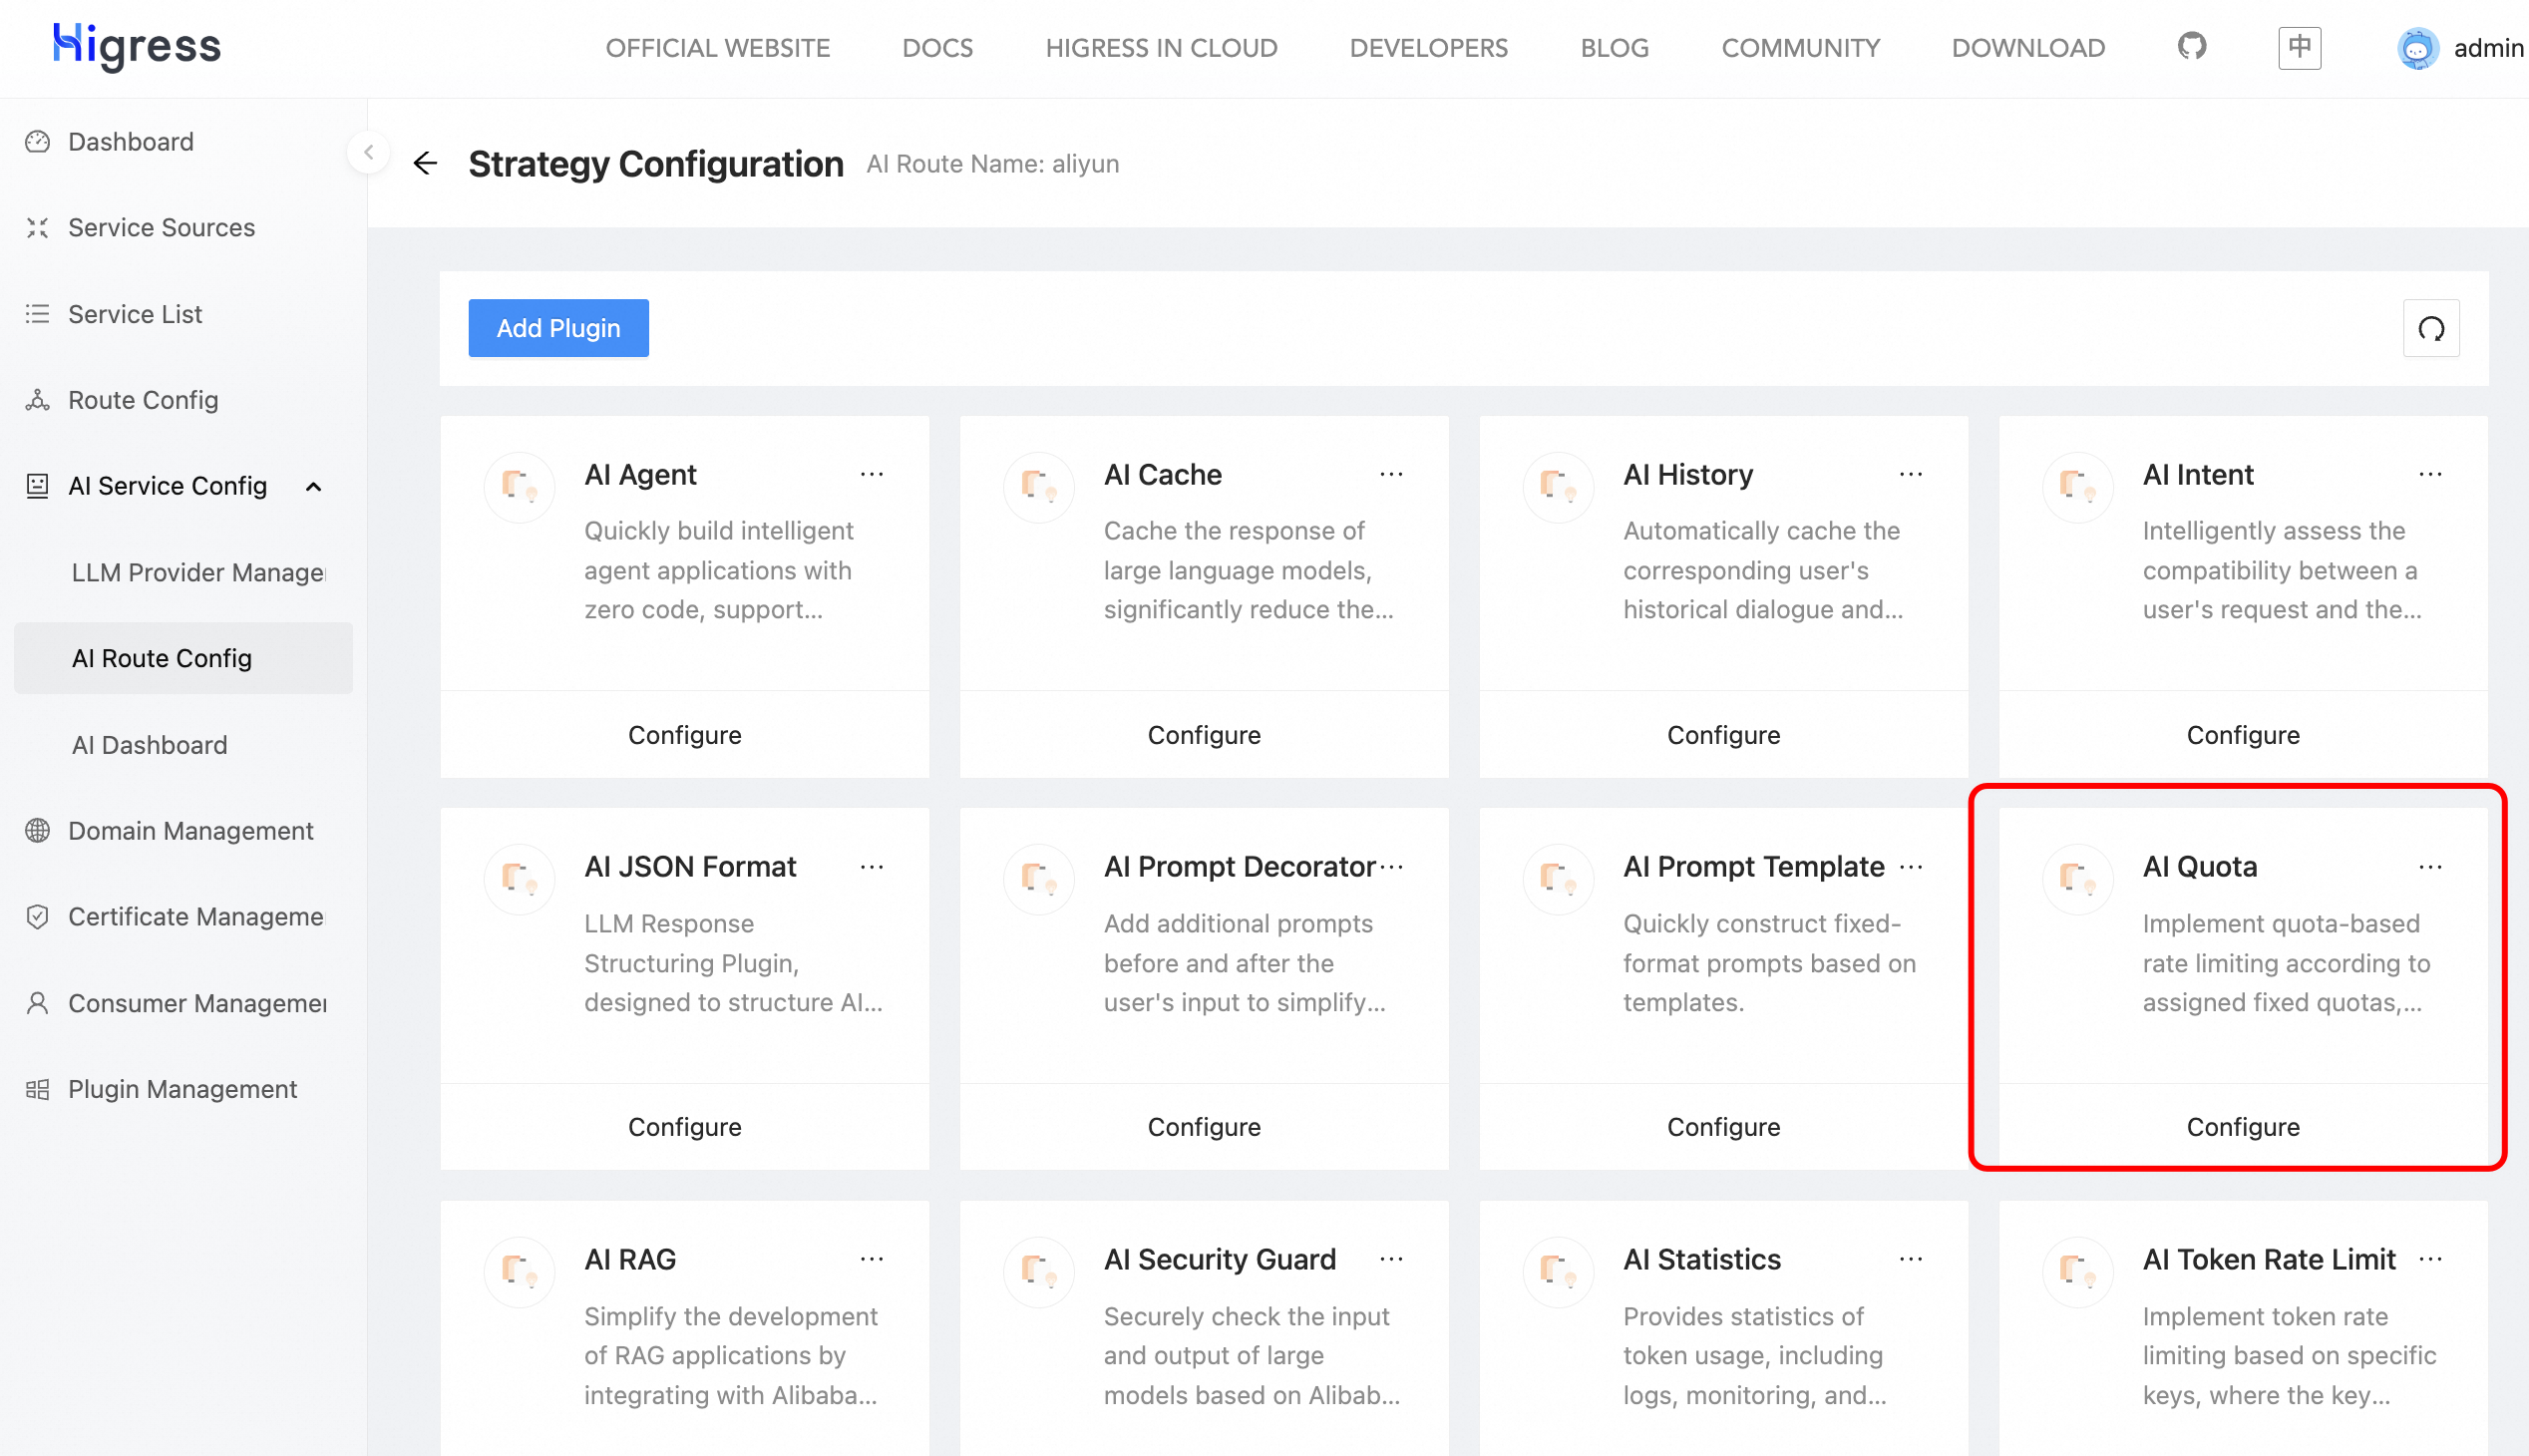 Higress
OFFICIAL WEBSITE
DOCS
HIGRESS IN CLOUD
DEVELOPERS
BLOG
COMMUNITY
DOWNLOAD
中
admin
Dashboard
Service Sources
Service List
Route Config
AI Service Config
LLM Provider Manage
AI Route Config
AI Dashboard
Domain Management
Certificate Manageme
Consumer Managemer
Plugin Management
Strategy Configuration
AI Route Name: aliyun
Add Plugin
AI Agent
Quickly build intelligent
agent applications with
zero code, support...
Configure
AI Cache
Cache the response of
large language models,
significantly reduce the...
Configure
AI History
Automatically cache the
corresponding user's
historical dialogue and...
Configure
AI Intent
Intelligently assess the
compatibility between a
user's request and the...
Configure
AI JSON Format
LLM Response
Structuring Plugin,
designed to structure AI...
Configure
AI Prompt Decorator
Add additional prompts
before and after the
user's input to simplify...
Configure
AI Prompt Template
Quickly construct fixed-
format prompts based on
templates.
Configure
AI Quota
Implement quota-based
rate limiting according to
assigned fixed quotas,...
Configure
AI RAG
Simplify the development
of RAG applications by
integrating with Alibaba...
AI Security Guard
Securely check the input
and output of large
models based on Alibab...
AI Statistics
Provides statistics of
token usage, including
logs, monitoring, and...
AI Token Rate Limit
Implement token rate
limiting based on specific
keys, where the key...